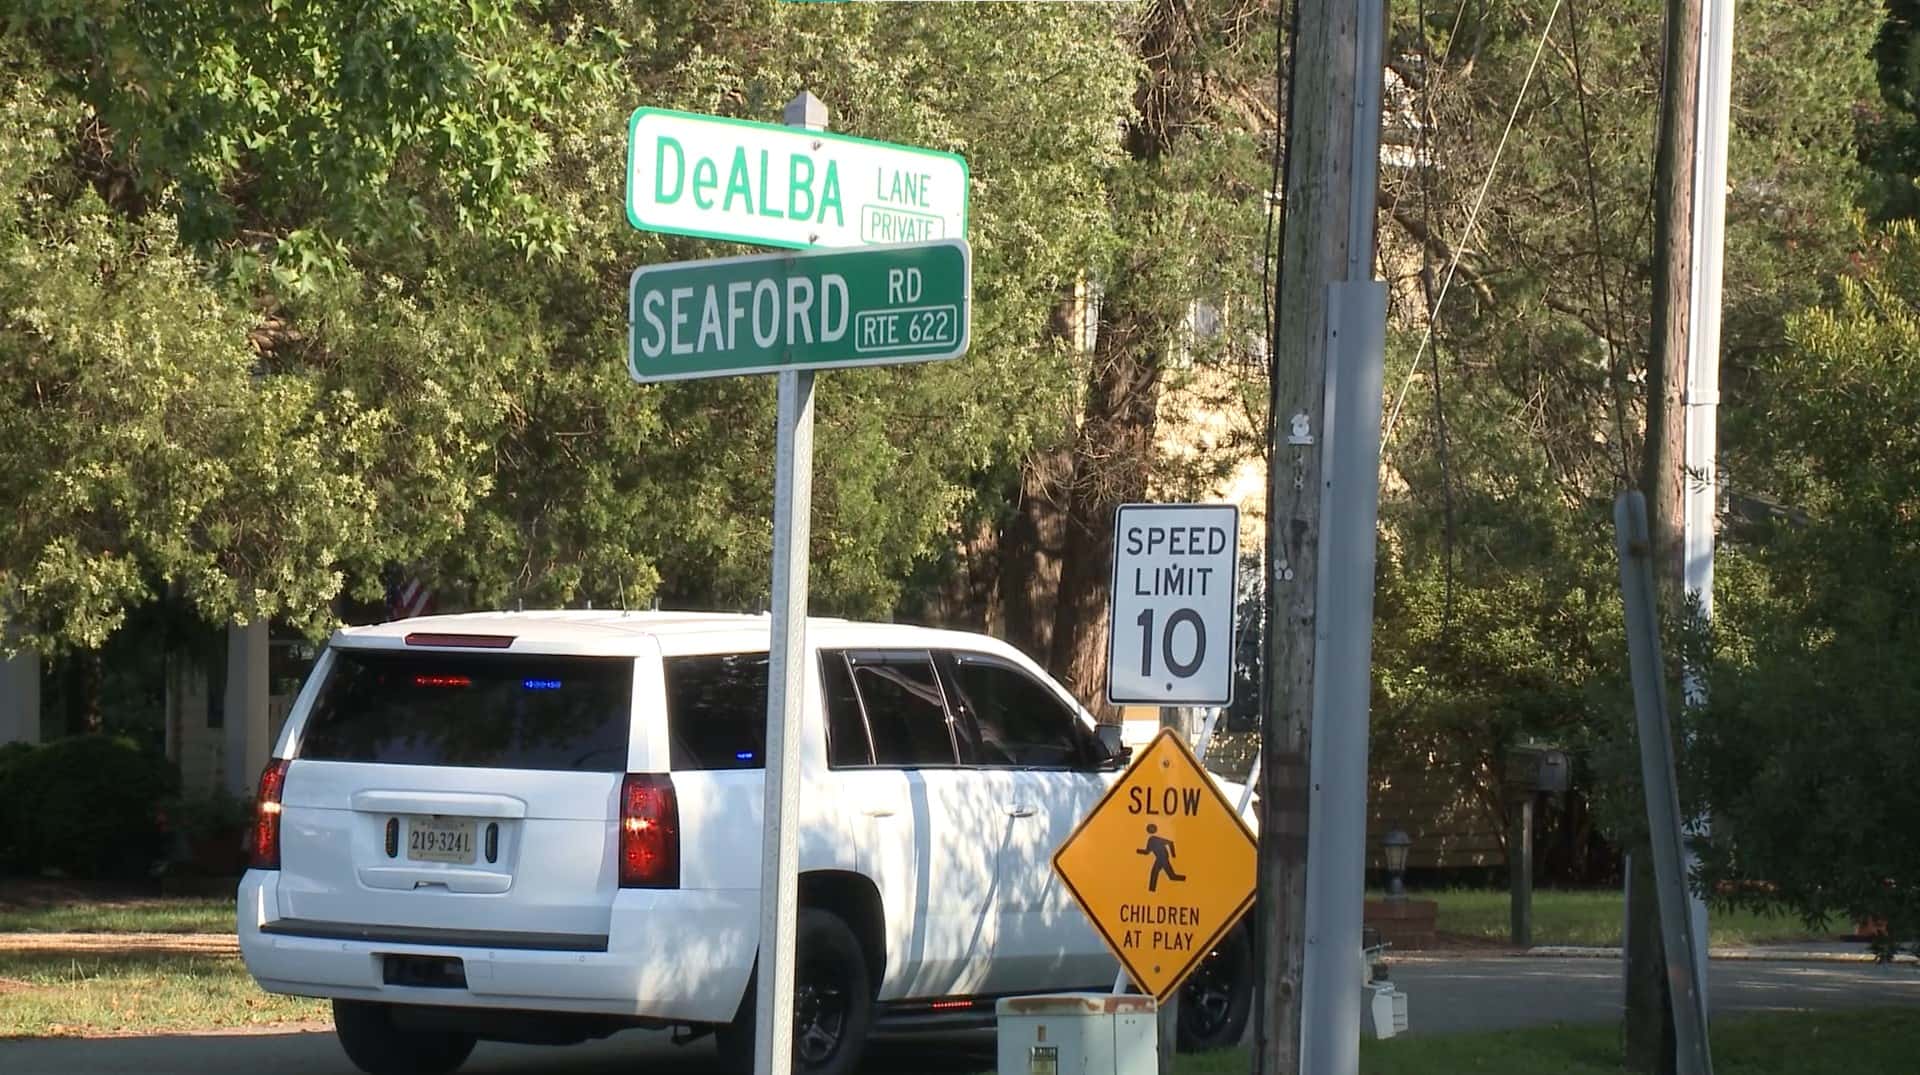 DeALBA LANE
PRIVATE
SEAFORD RD
RTE 622
SPEED
LIMIT
10
SLOW
CHILDREN
AT PLAY
219-324L